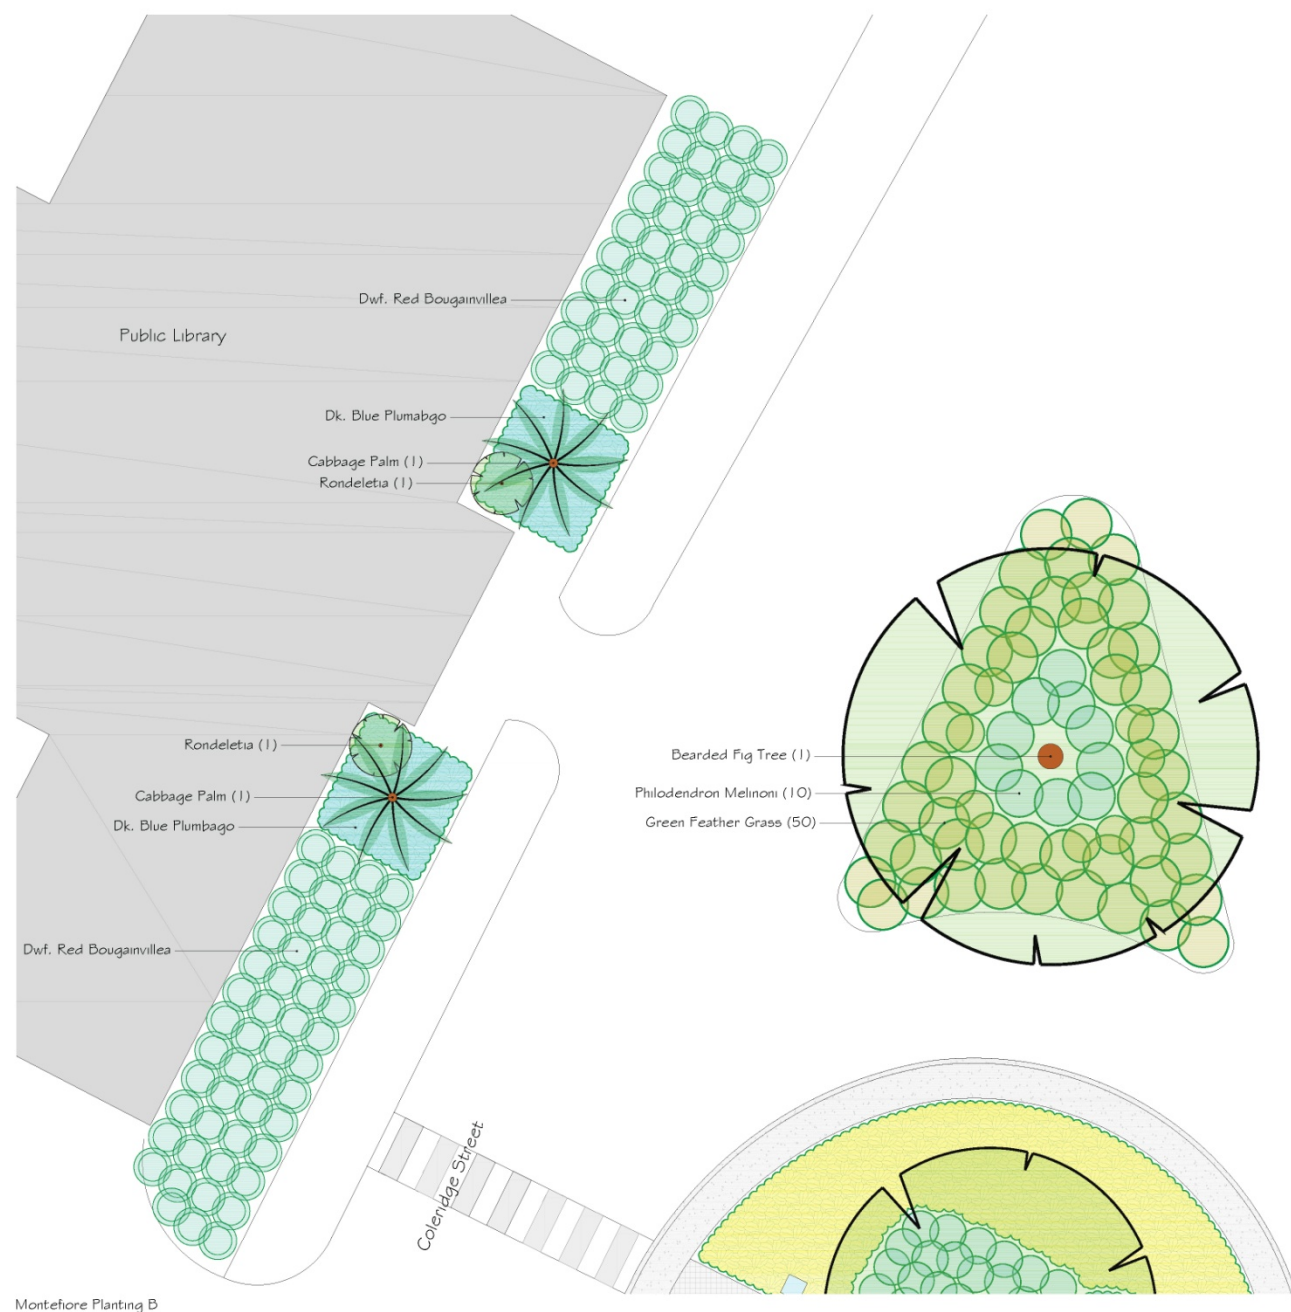 Dwf. Red Bougainvillea
Public Library
Dk. Blue Plumabgo
Cabbage Palm (1)
Rondeletia (1)
Rondeletia (1)
Bearded Fig Tree (1)
Philodendron Melinoni (10)
Cabbage Palm (1)
Green Feather Grass (50)
Dk. Blue Plumbago
Dwf. Red Bougainvillea
Coleridge Street
Montefiore Planting B